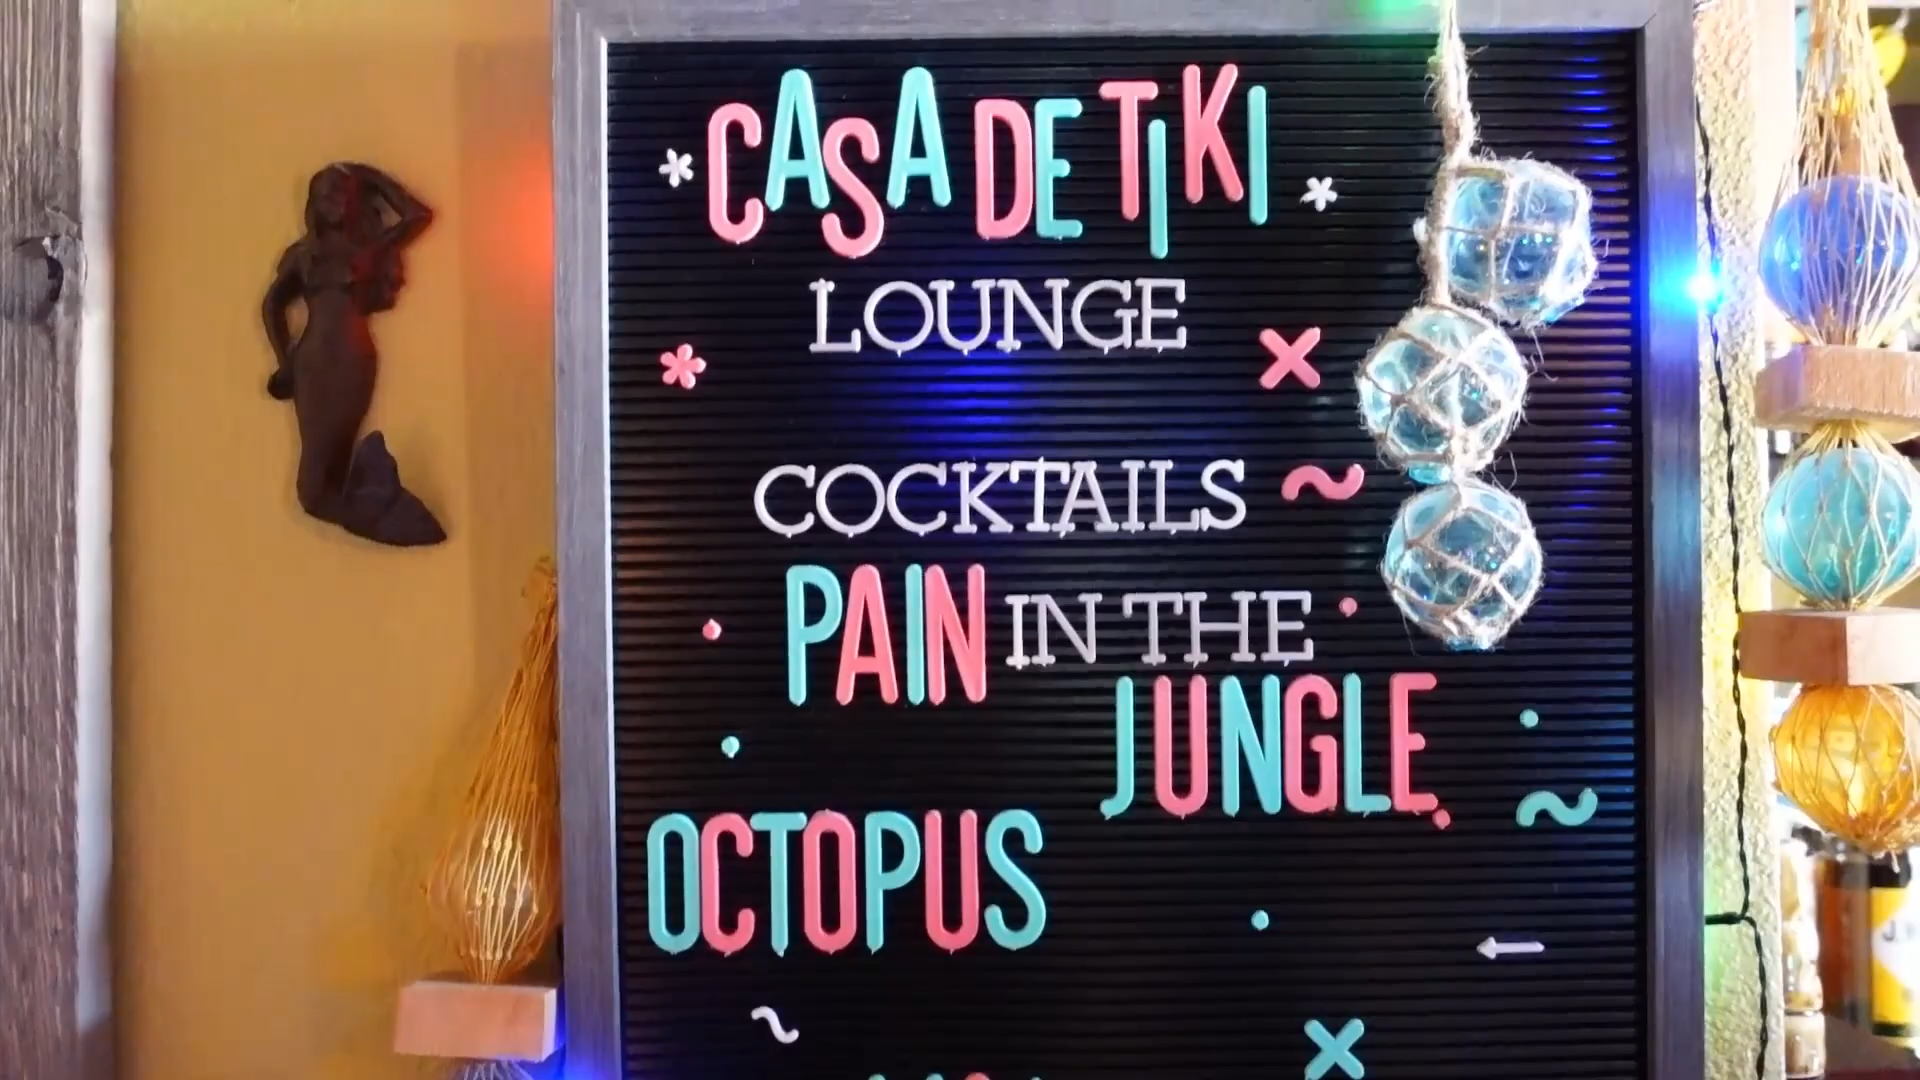 CASA DE TIKI
LOUNGE
COCKTAILS
PAIN IN THE
JUNGLE
OCTOPUS